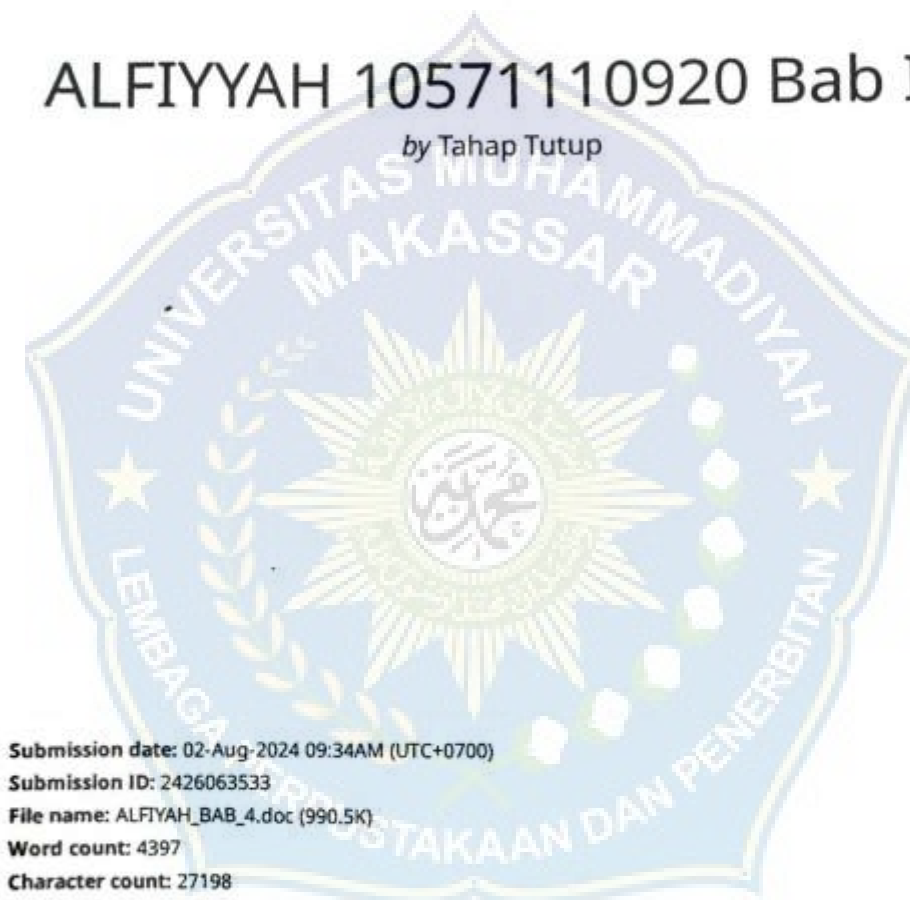 ALFIYYAH 10571110920 Bab
by Tahap Tutup
UNIVERSITAS MUHAMMADIYAH
MAKASSAR
LEMBAGA PERPUSTAKAAN DAN PENERBITAN
Submission date: 02-Aug-2024 09:34AM (UTC+0700)
Submission ID: 2426063533
File name: ALFIYAH_BAB_4.doc (990.5K)
Word count: 4397
Character count: 27198